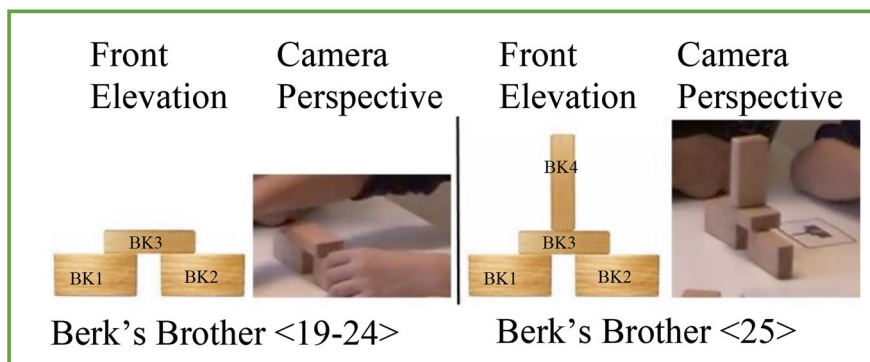 Front
Elevation
Camera
Perspective
Front
Elevation
Camera
Perspective
BK3
BK1
BK2
BK4
BK3
BK1
BK2
Berk's Brother <19-24>
Berk's Brother <25>